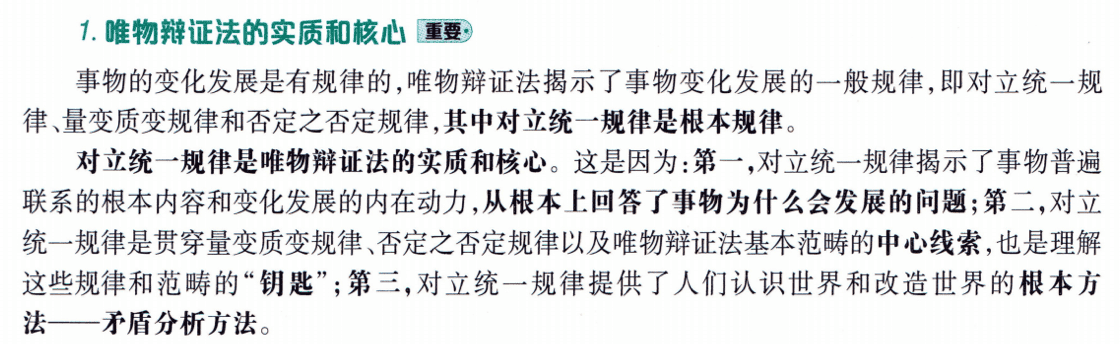 1. 唯物辩证法的实质和核心 重要
事物的变化发展是有规律的,唯物辩证法揭示了事物变化发展的一般规律,即对立统一规
律、量变质变规律和否定之否定规律,其中对立统一规律是根本规律。
对立统一规律是唯物辩证法的实质和核心。这是因为:第一,对立统一规律揭示了事物普遍
联系的根本内容和变化发展的内在动力,从根本上回答了事物为什么会发展的问题;第二,对立
统一规律是贯穿量变质变规律、否定之否定规律以及唯物辩证法基本范畴的中心线索,也是理解
这些规律和范畴的“钥匙”;第三,对立统一规律提供了人们认识世界和改造世界的根本方
法——矛盾分析方法。